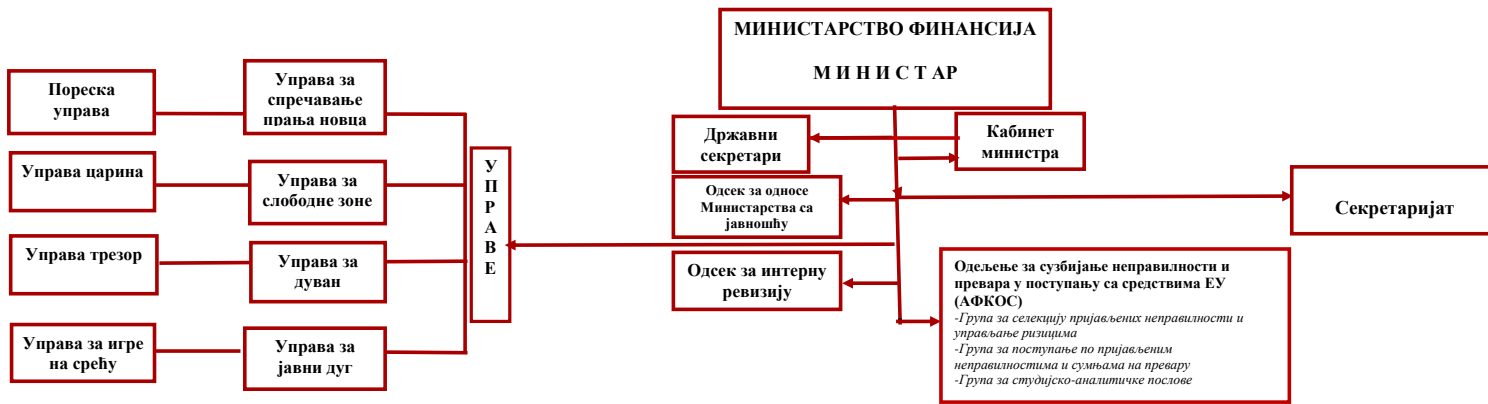 МИНИСТАРСТВО ФИНАНСИЈА
М И Н И С Т АР
Пореска
управа
Управа за
спречавање
прања новца
Управа царина
Управа за
слободне зоне
Управа трезор
Управа за
дуван
Управа за игре
на срећу
Управа за
јавни дуг
У
П
Р
А
В
Е
Државни
секретари
Кабинет
министра
Одсек за односе
Министарства са
јавношћу
Одсек за интерну
ревизију
Секретаријат
Одељење за сузбијање неправилности и
превара у поступању са средствима ЕУ
(АФКОС)
-Група за селекцију пријављених неправилности и
управљање ризицима
-Група за поступање по пријављеним
неправилностима и сумњама на превару
-Група за студијско-аналитичке послове